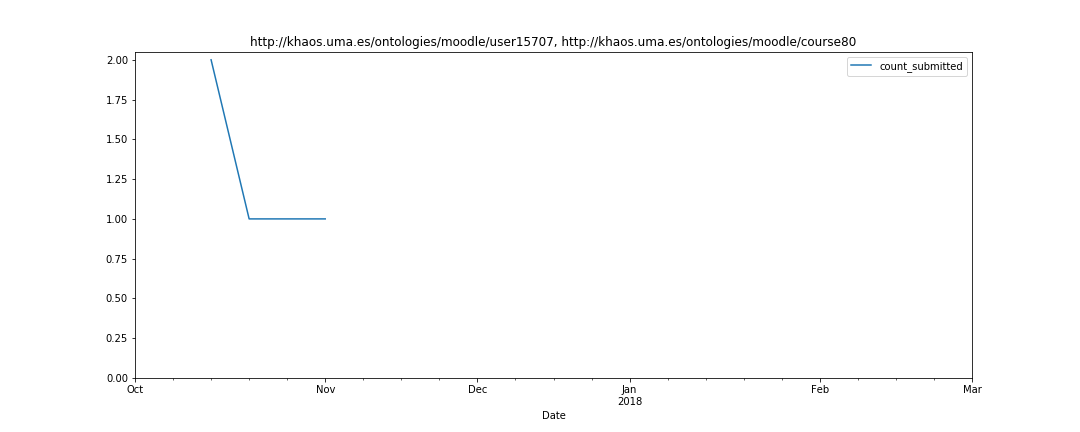 http://khaos.uma.es/ontologies/moodle/user15707, http://khaos.uma.es/ontologies/moodle/course80
count_submitted
2.00
1.75
1.50
1.25
1.00
0.75
0.50
0.25
0.00
Oct Nov Dec Jan Feb Mar
2018
Date